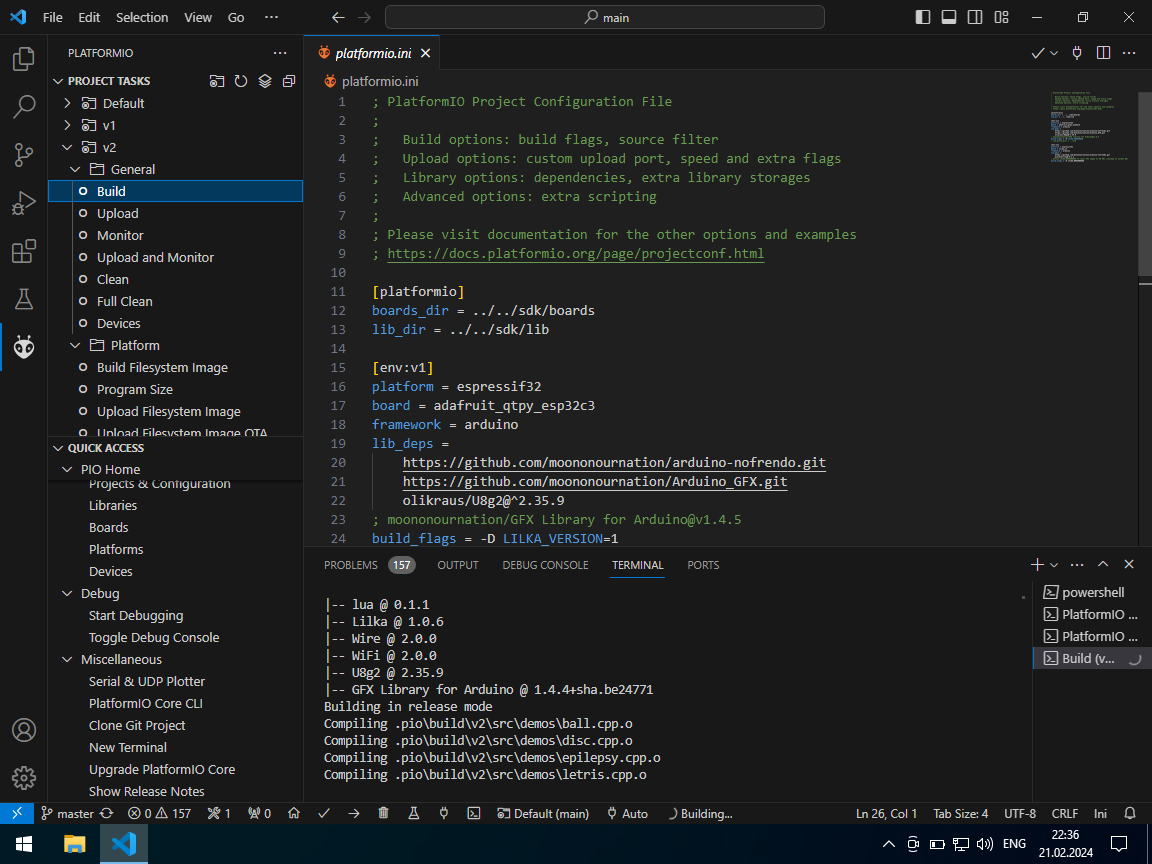 File Edit Selection View Go ··· main
PLATFORMIO ···
PROJECT TASKS
Default
v1
v2
General
Build
Upload
Monitor
Upload and Monitor
Clean
Full Clean
Devices
Platform
Build Filesystem Image
Program Size
Upload Filesystem Image
Upload Filesystem Image OTA
QUICK ACCESS
PIO Home
Projects & Configuration
Libraries
Boards
Platforms
Devices
Debug
Start Debugging
Toggle Debug Console
Miscellaneous
Serial & UDP Plotter
PlatformIO Core CLI
Clone Git Project
New Terminal
Upgrade PlatformIO Core
Show Release Notes
platformio.ini
platformio.ini
1 ; PlatformIO Project Configuration File
2 ;
3 ;   Build options: build flags, source filter
4 ;   Upload options: custom upload port, speed and extra flags
5 ;   Library options: dependencies, extra library storages
6 ;   Advanced options: extra scripting
7 ;
8 ; Please visit documentation for the other options and examples
9 ; https://docs.platformio.org/page/projectconf.html
10
11 [platformio]
12 boards_dir = ../../sdk/boards
13 lib_dir = ../../sdk/lib
14
15 [env:v1]
16 platform = espressif32
17 board = adafruit_qtpy_esp32c3
18 framework = arduino
19 lib_deps =
20     https://github.com/moononournation/arduino-nofrendo.git
21     https://github.com/moononournation/Arduino_GFX.git
22     olikraus/U8g2@^2.35.9
23 ; moononournation/GFX Library for Arduino@v1.4.5
24 build_flags = -D LILKA_VERSION=1
PROBLEMS 157 OUTPUT DEBUG CONSOLE TERMINAL PORTS
|-- lua @ 0.1.1
|-- Lilka @ 1.0.6
|-- Wire @ 2.0.0
|-- WiFi @ 2.0.0
|-- U8g2 @ 2.35.9
|-- GFX Library for Arduino @ 1.4.4+sha.be24771
Building in release mode
Compiling .pio\build\v2\src\demos\ball.cpp.o
Compiling .pio\build\v2\src\demos\disc.cpp.o
Compiling .pio\build\v2\src\demos\epilepsy.cpp.o
Compiling .pio\build\v2\src\demos\letris.cpp.o
powershell
PlatformIO ...
PlatformIO ...
Build (v...
master 0 157 1 0 Default (main) Auto Building... Ln 26, Col 1 Tab Size: 4 UTF-8 CRLF Ini
ENG
22:36
21.02.2024